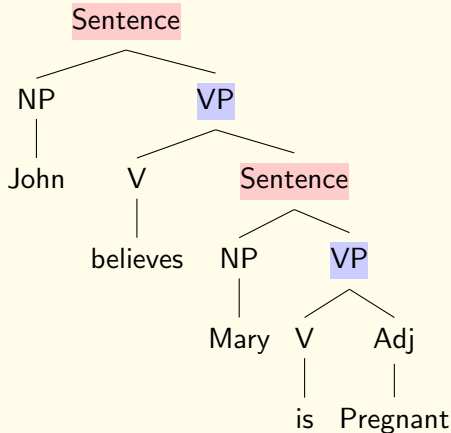 Sentence
NP VP
John V Sentence
believes NP VP
Mary V Adj
is Pregnant